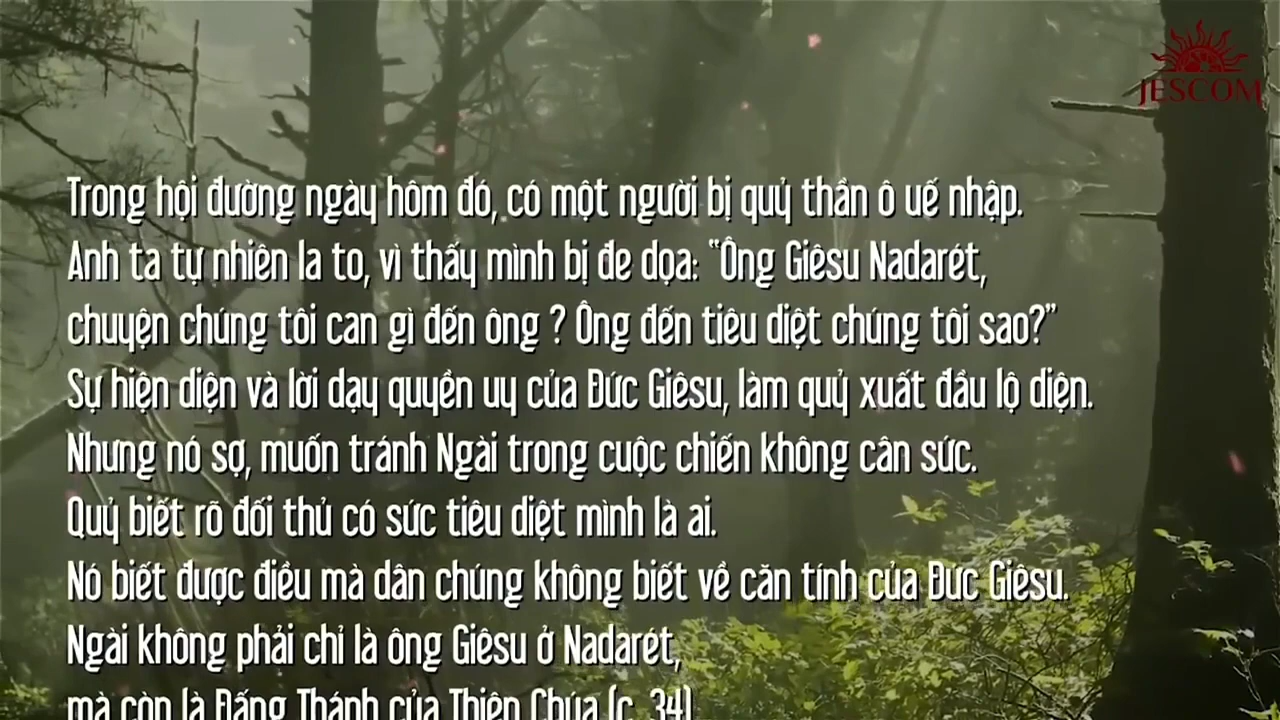 JESCOM
Trong hội đường ngày hôm đó, có một người bị quỷ thần ô uế nhập.
Anh ta tự nhiên la to, vì thấy mình bị đe dọa: “Ông Giêsu Nadarét,
chuyện chúng tôi can gì đến ông ? Ông đến tiêu diệt chúng tôi sao?”
Sự hiện diện và lời dạy quyền uy của Đức Giêsu, làm quỷ xuất đầu lộ diện.
Nhưng nó sợ, muốn tránh Ngài trong cuộc chiến không cân sức.
Quỷ biết rõ đối thủ có sức tiêu diệt mình là ai.
Nó biết được điều mà dân chúng không biết về căn tính của Đức Giêsu.
Ngài không phải chỉ là ông Giêsu ở Nadarét,
mà còn là Đấng Thánh của Thiên Chúa (c. 34)